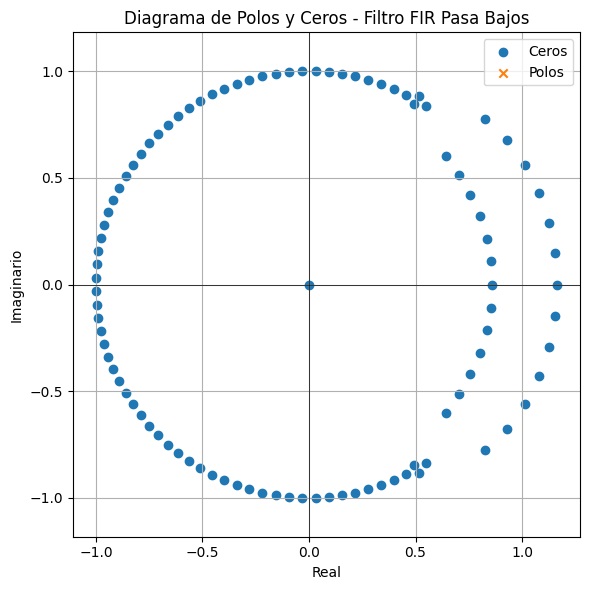 Diagrama de Polos y Ceros - Filtro FIR Pasa Bajos
Ceros
Polos
1.0
0.5
0.0
−0.5
−1.0
Imaginario
−1.0 −0.5 0.0 0.5 1.0
Real